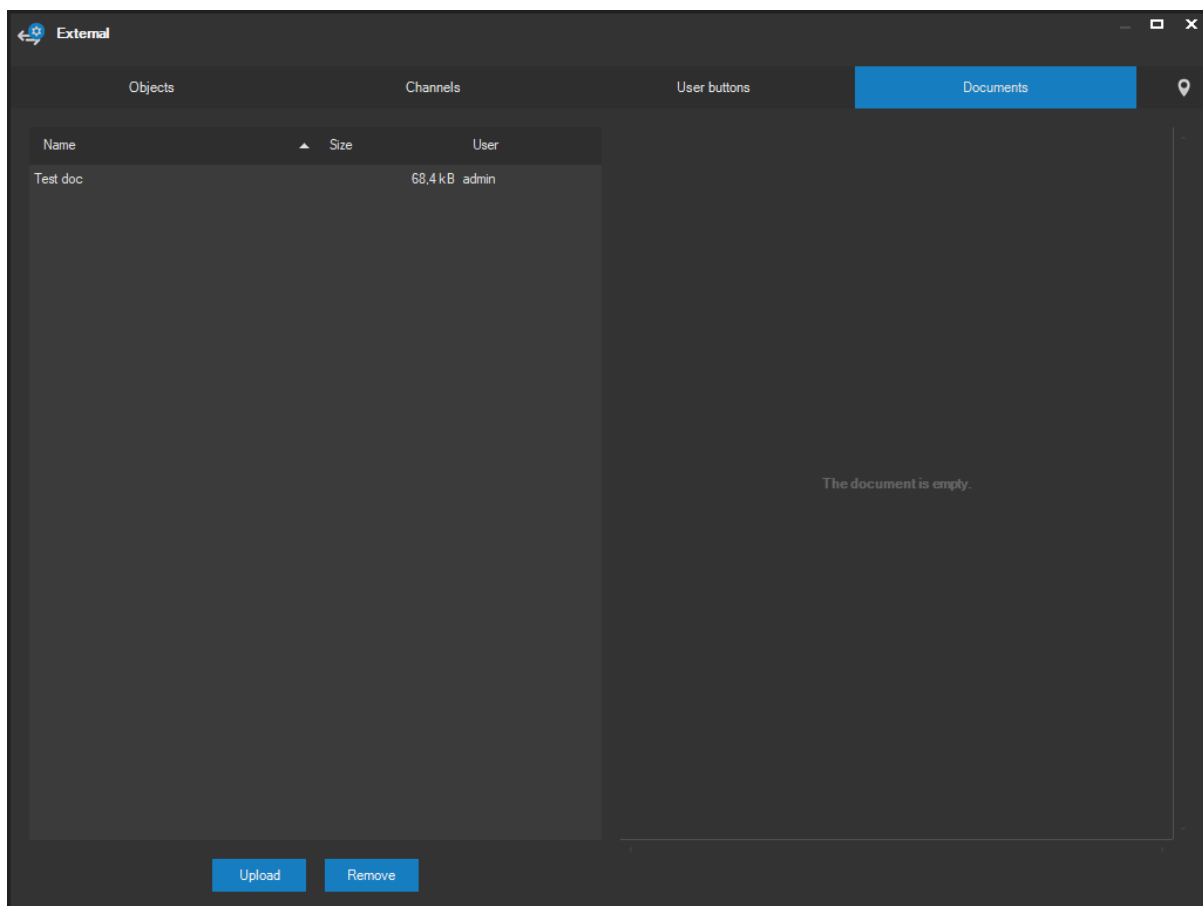 External
Objects Channels User buttons Documents
Name Size User
Test doc 68,4 kB admin
The document is empty.
Upload Remove